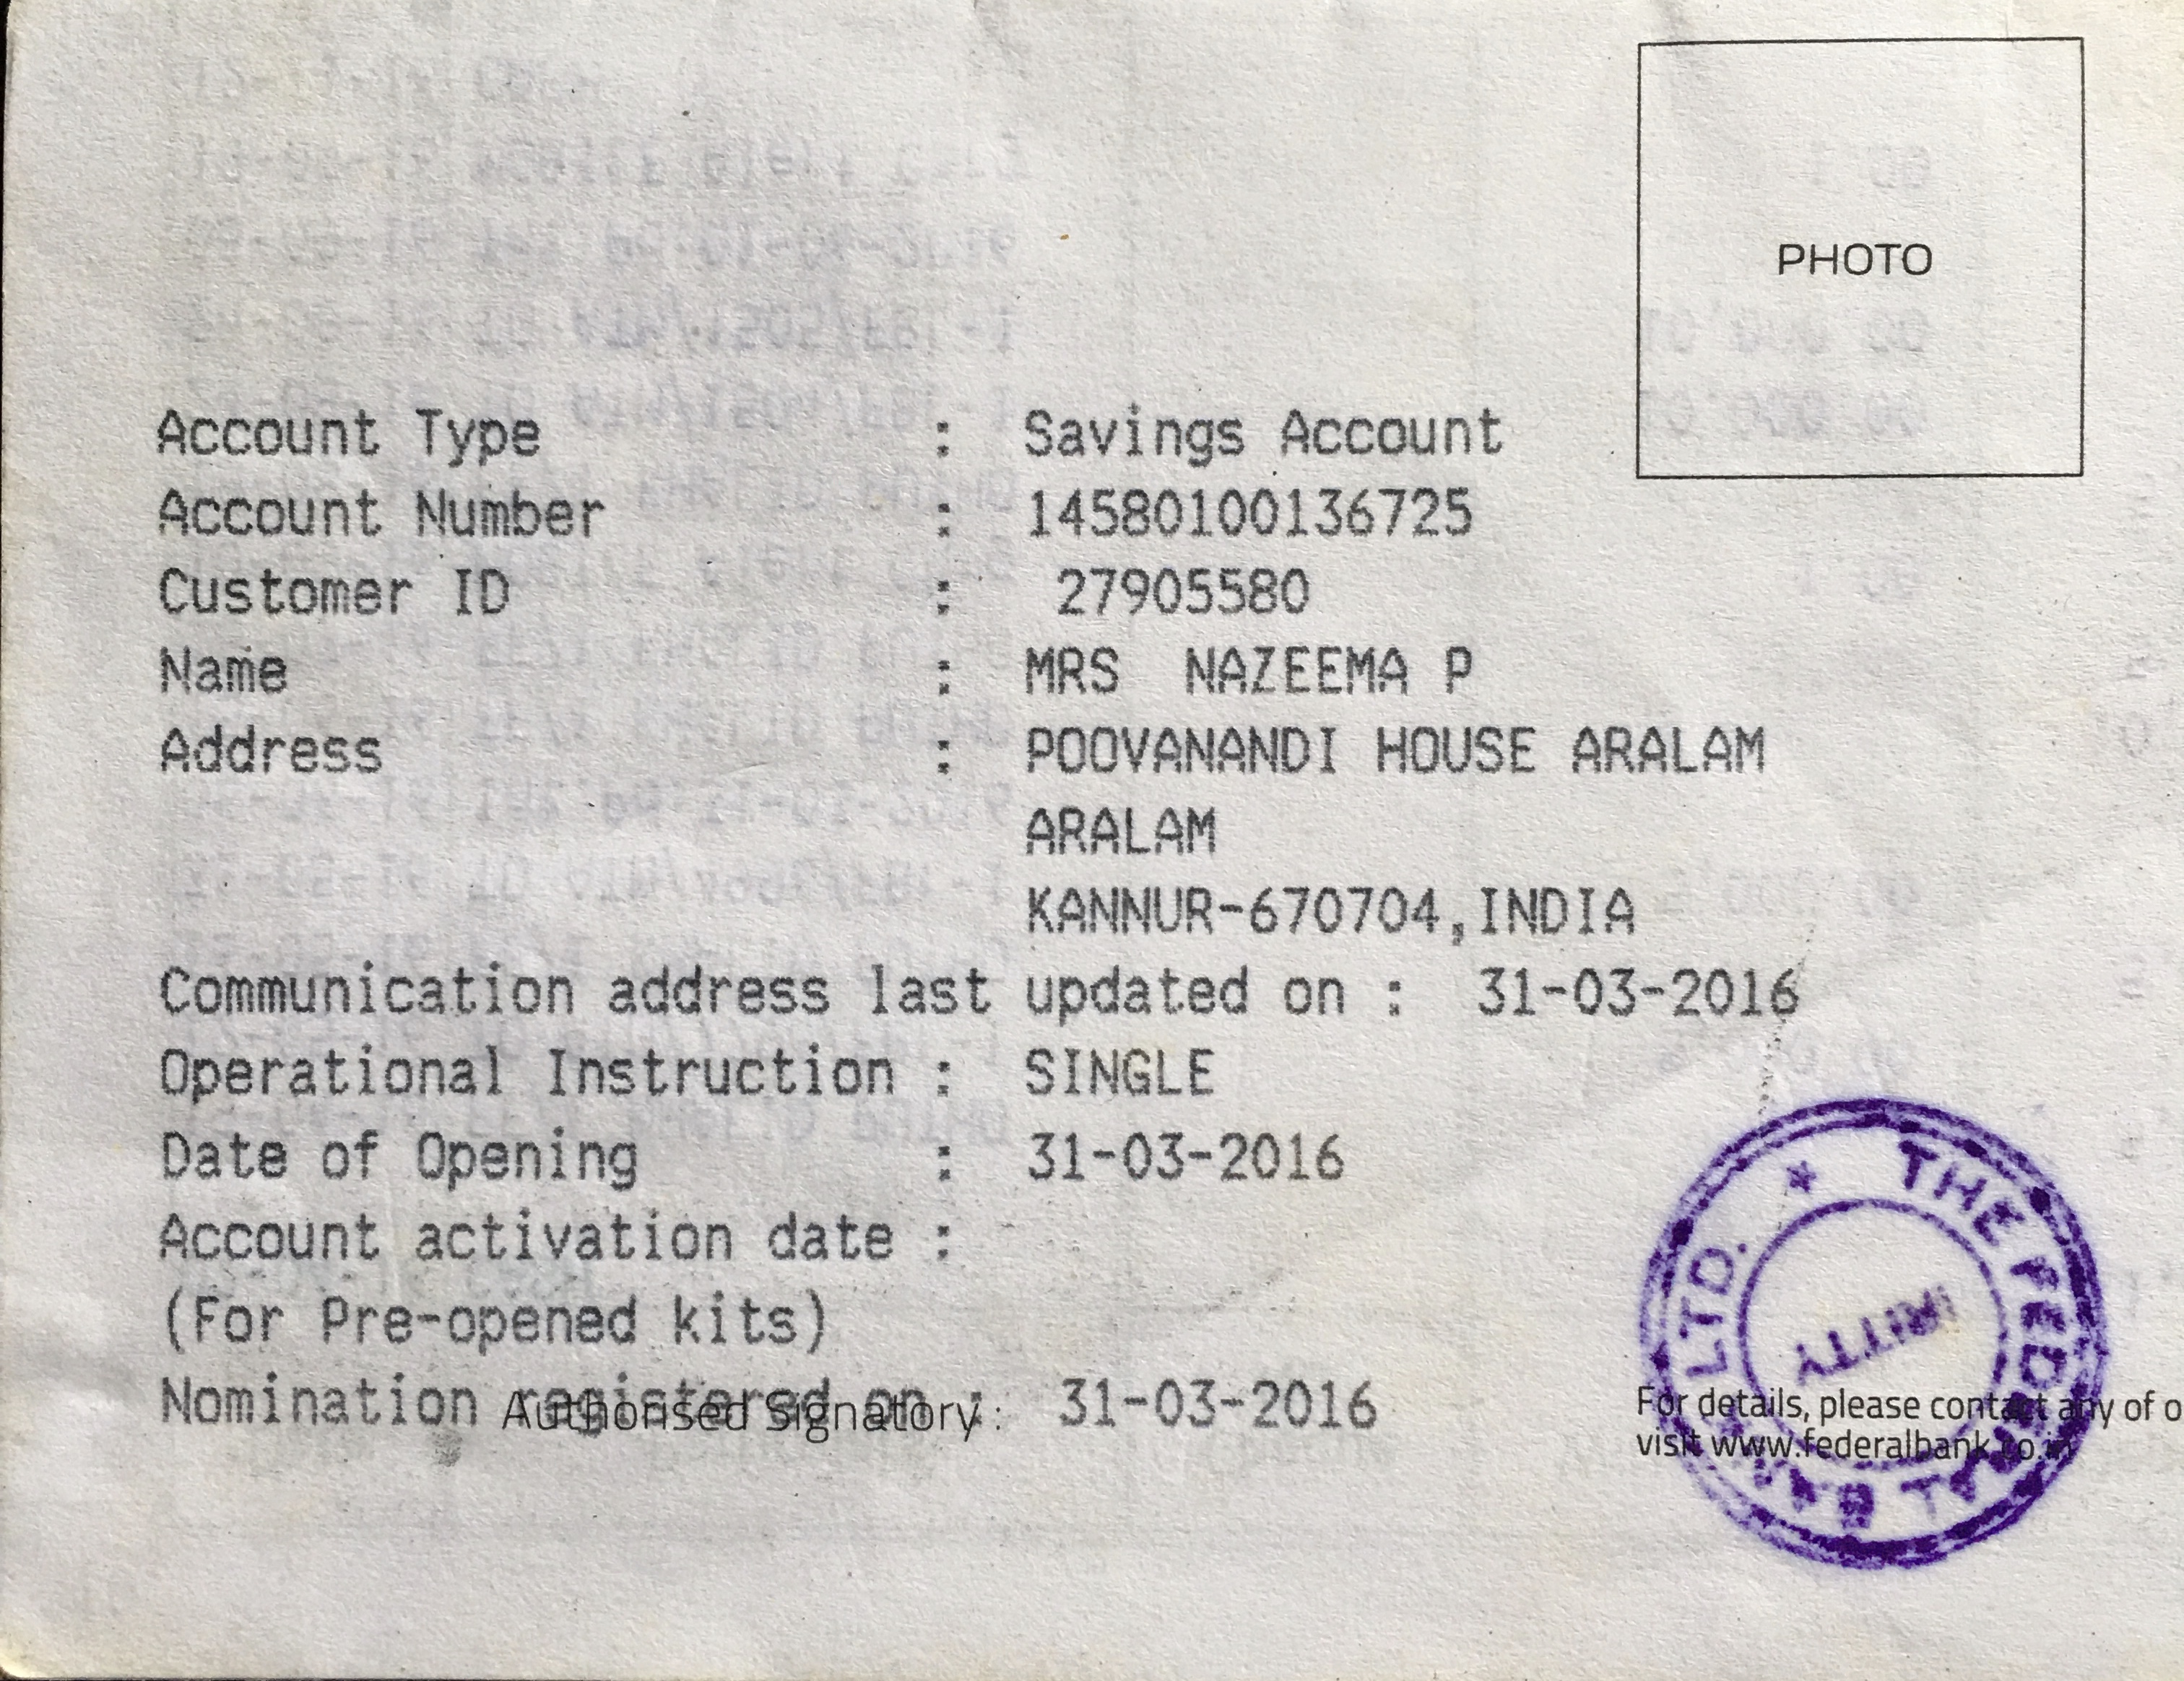 PHOTO
Account Type : Savings Account
Account Number : 14580100136725
Customer ID : 27905580
Name : MRS NAZEEMA P
Address : POOVANANDI HOUSE ARALAM
ARALAM
KANNUR-670704,INDIA
Communication address last updated on : 31-03-2016
Operational Instruction : SINGLE
Date of Opening : 31-03-2016
Account activation date :
(For Pre-opened kits)
Nomination registered on : 31-03-2016
Authorised Signatory :
For details, please contact any of o
visit www.federalbank.co.in
THE FEDERAL BANK LTD.
IRITTY